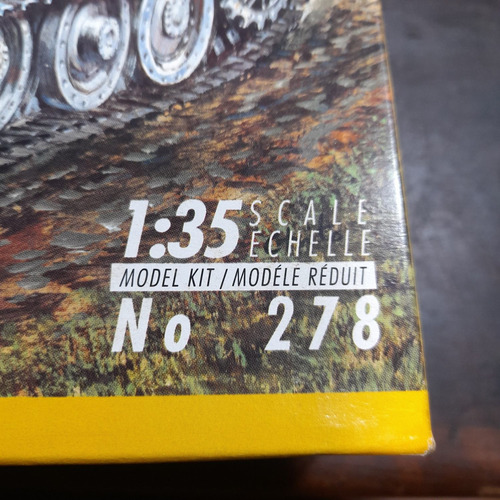 1:35 SCALE
ECHELLE
MODEL KIT / MODÉLE RÉDUIT
No 278